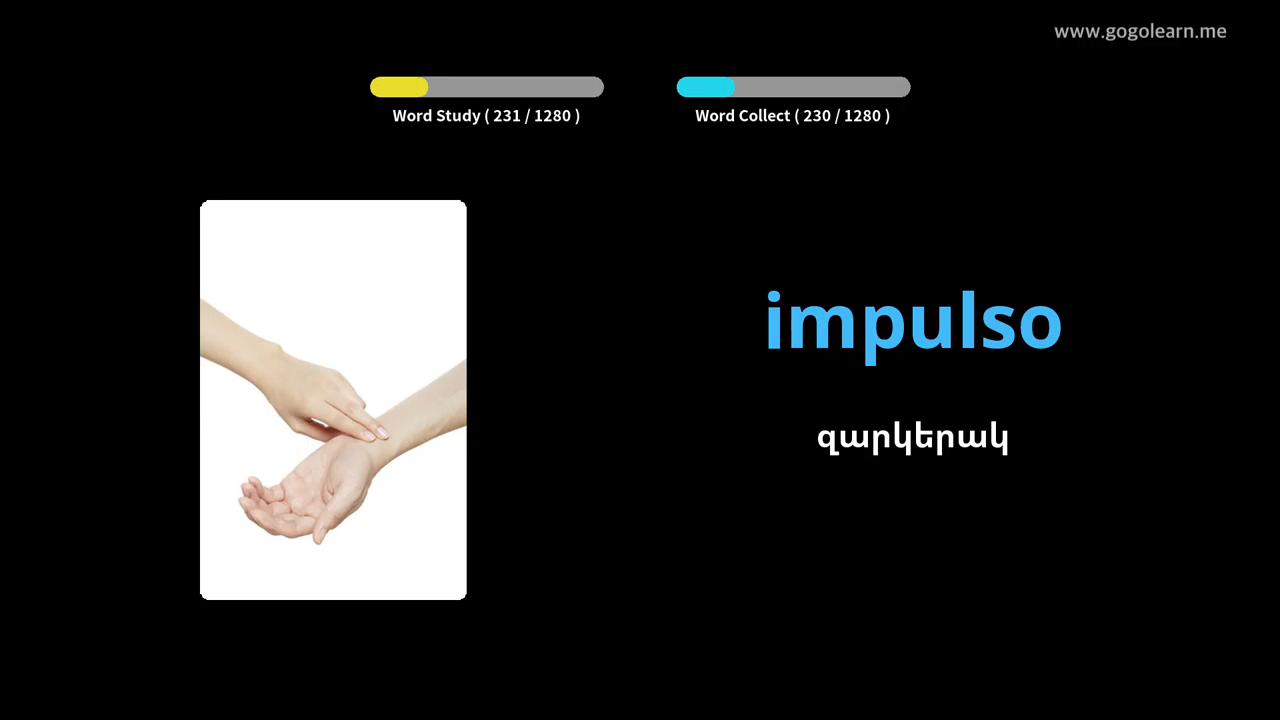 www.gogolearn.me
Word Study ( 231 / 1280 )
Word Collect ( 230 / 1280 )
impulso
զարկերակ